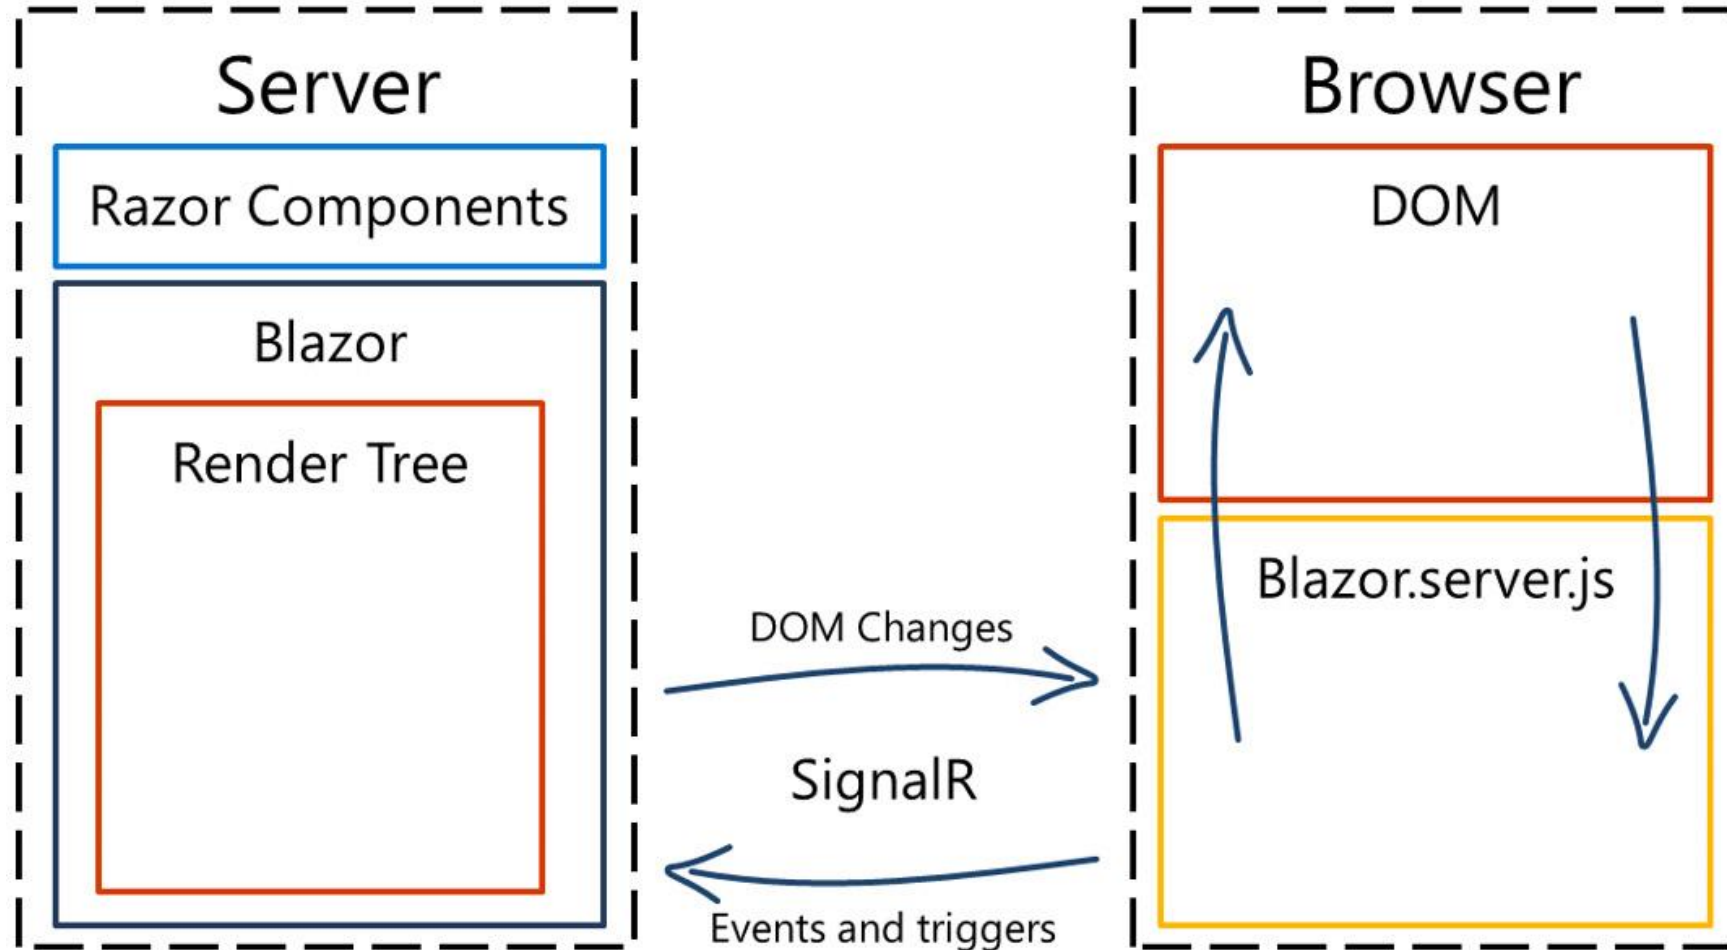 Server
Razor Components
Blazor
Render Tree
DOM Changes
SignalR
Events and triggers
Browser
DOM
Blazor.server.js